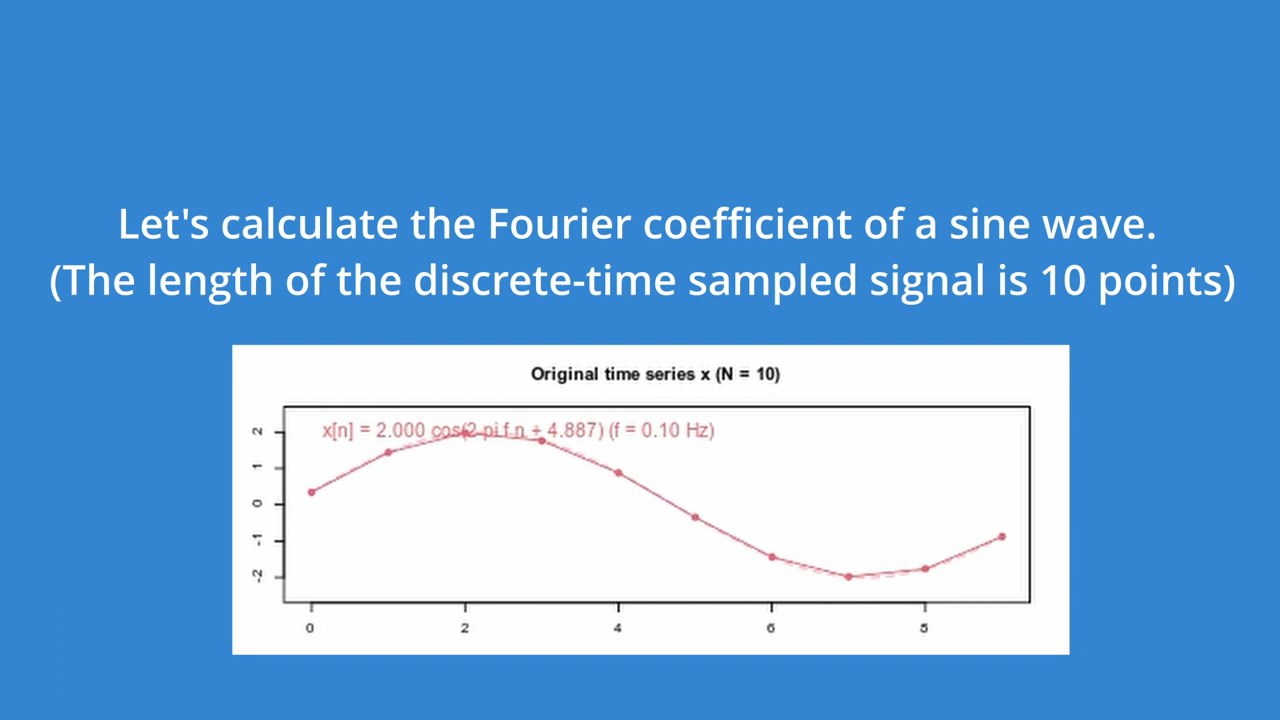 Let's calculate the Fourier coefficient of a sine wave.
(The length of the discrete-time sampled signal is 10 points)
Original time series x (N = 10)
x[n] = 2.000 cos(2 pi f n + 4.887) (f = 0.10 Hz)
2
1
0
-1
-2
0 2 4 6 8